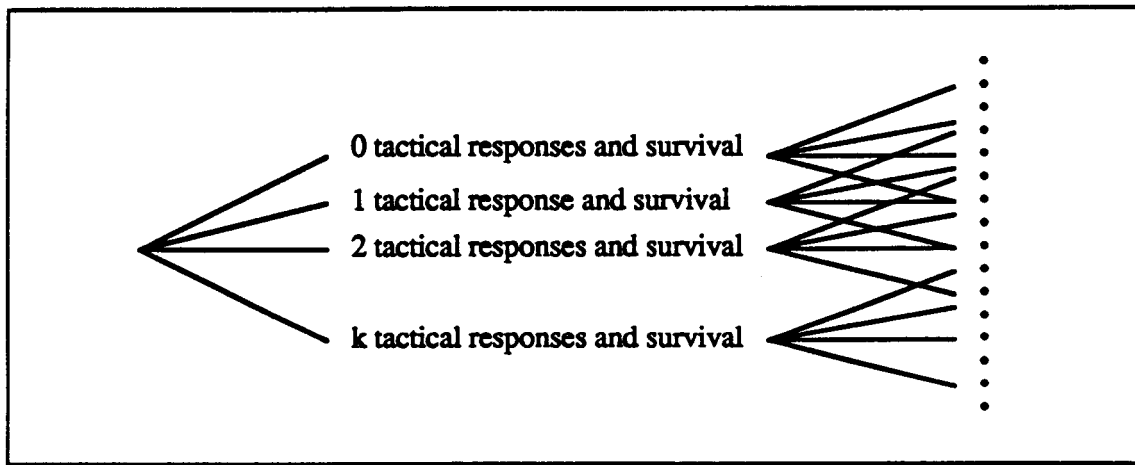 0 tactical responses and survival
1 tactical response and survival
2 tactical responses and survival
k tactical responses and survival